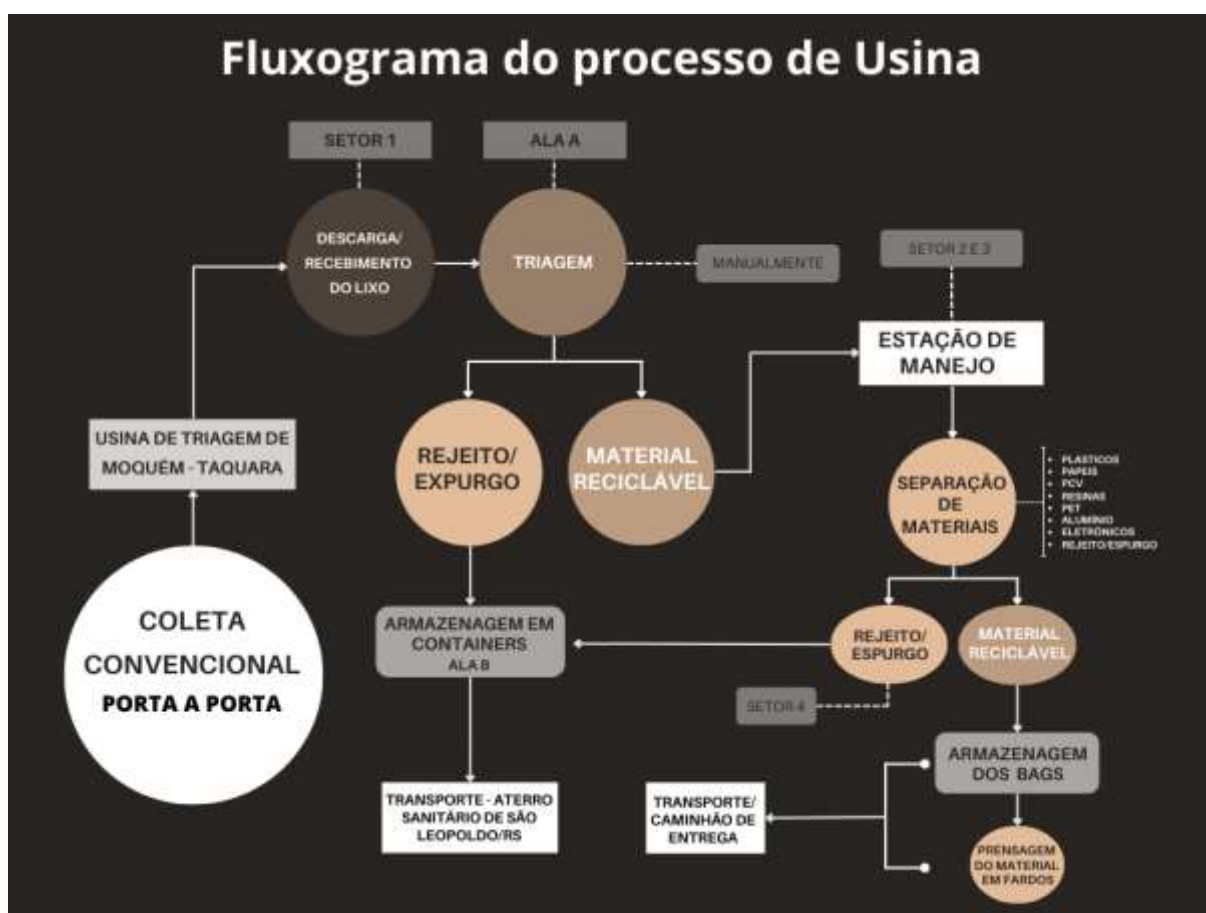 Fluxograma do processo de Usina
SETOR 1
ALA A
DESCARGA/
RECEBIMENTO
DO LIXO
TRIAGEM
MANUALMENTE
SETOR 2 E 3
ESTAÇÃO DE
MANEJO
USINA DE TRIAGEM DE
MOQUÉM - TAQUARA
REJEITO/
EXPURGO
MATERIAL
RECICLÁVEL
SEPARAÇÃO
DE
MATERIAIS
PLASTICOS
PAPEIS
PCV
RESINAS
PET
ALUMÍNIO
ELETRÔNICOS
REJEITO/ESPURGO
COLETA
CONVENCIONAL
PORTA A PORTA
ARMAZENAGEM EM
CONTAINERS
ALA B
REJEITO/
ESPURGO
MATERIAL
RECICLÁVEL
SETOR 4
ARMAZENAGEM
DOS BAGS
TRANSPORTE - ATERRO
SANITÁRIO DE SÃO
LEOPOLDO/RS
TRANSPORTE/
CAMINHÃO DE
ENTREGA
PRENSAGEM
DO MATERIAL
EM FARDOS